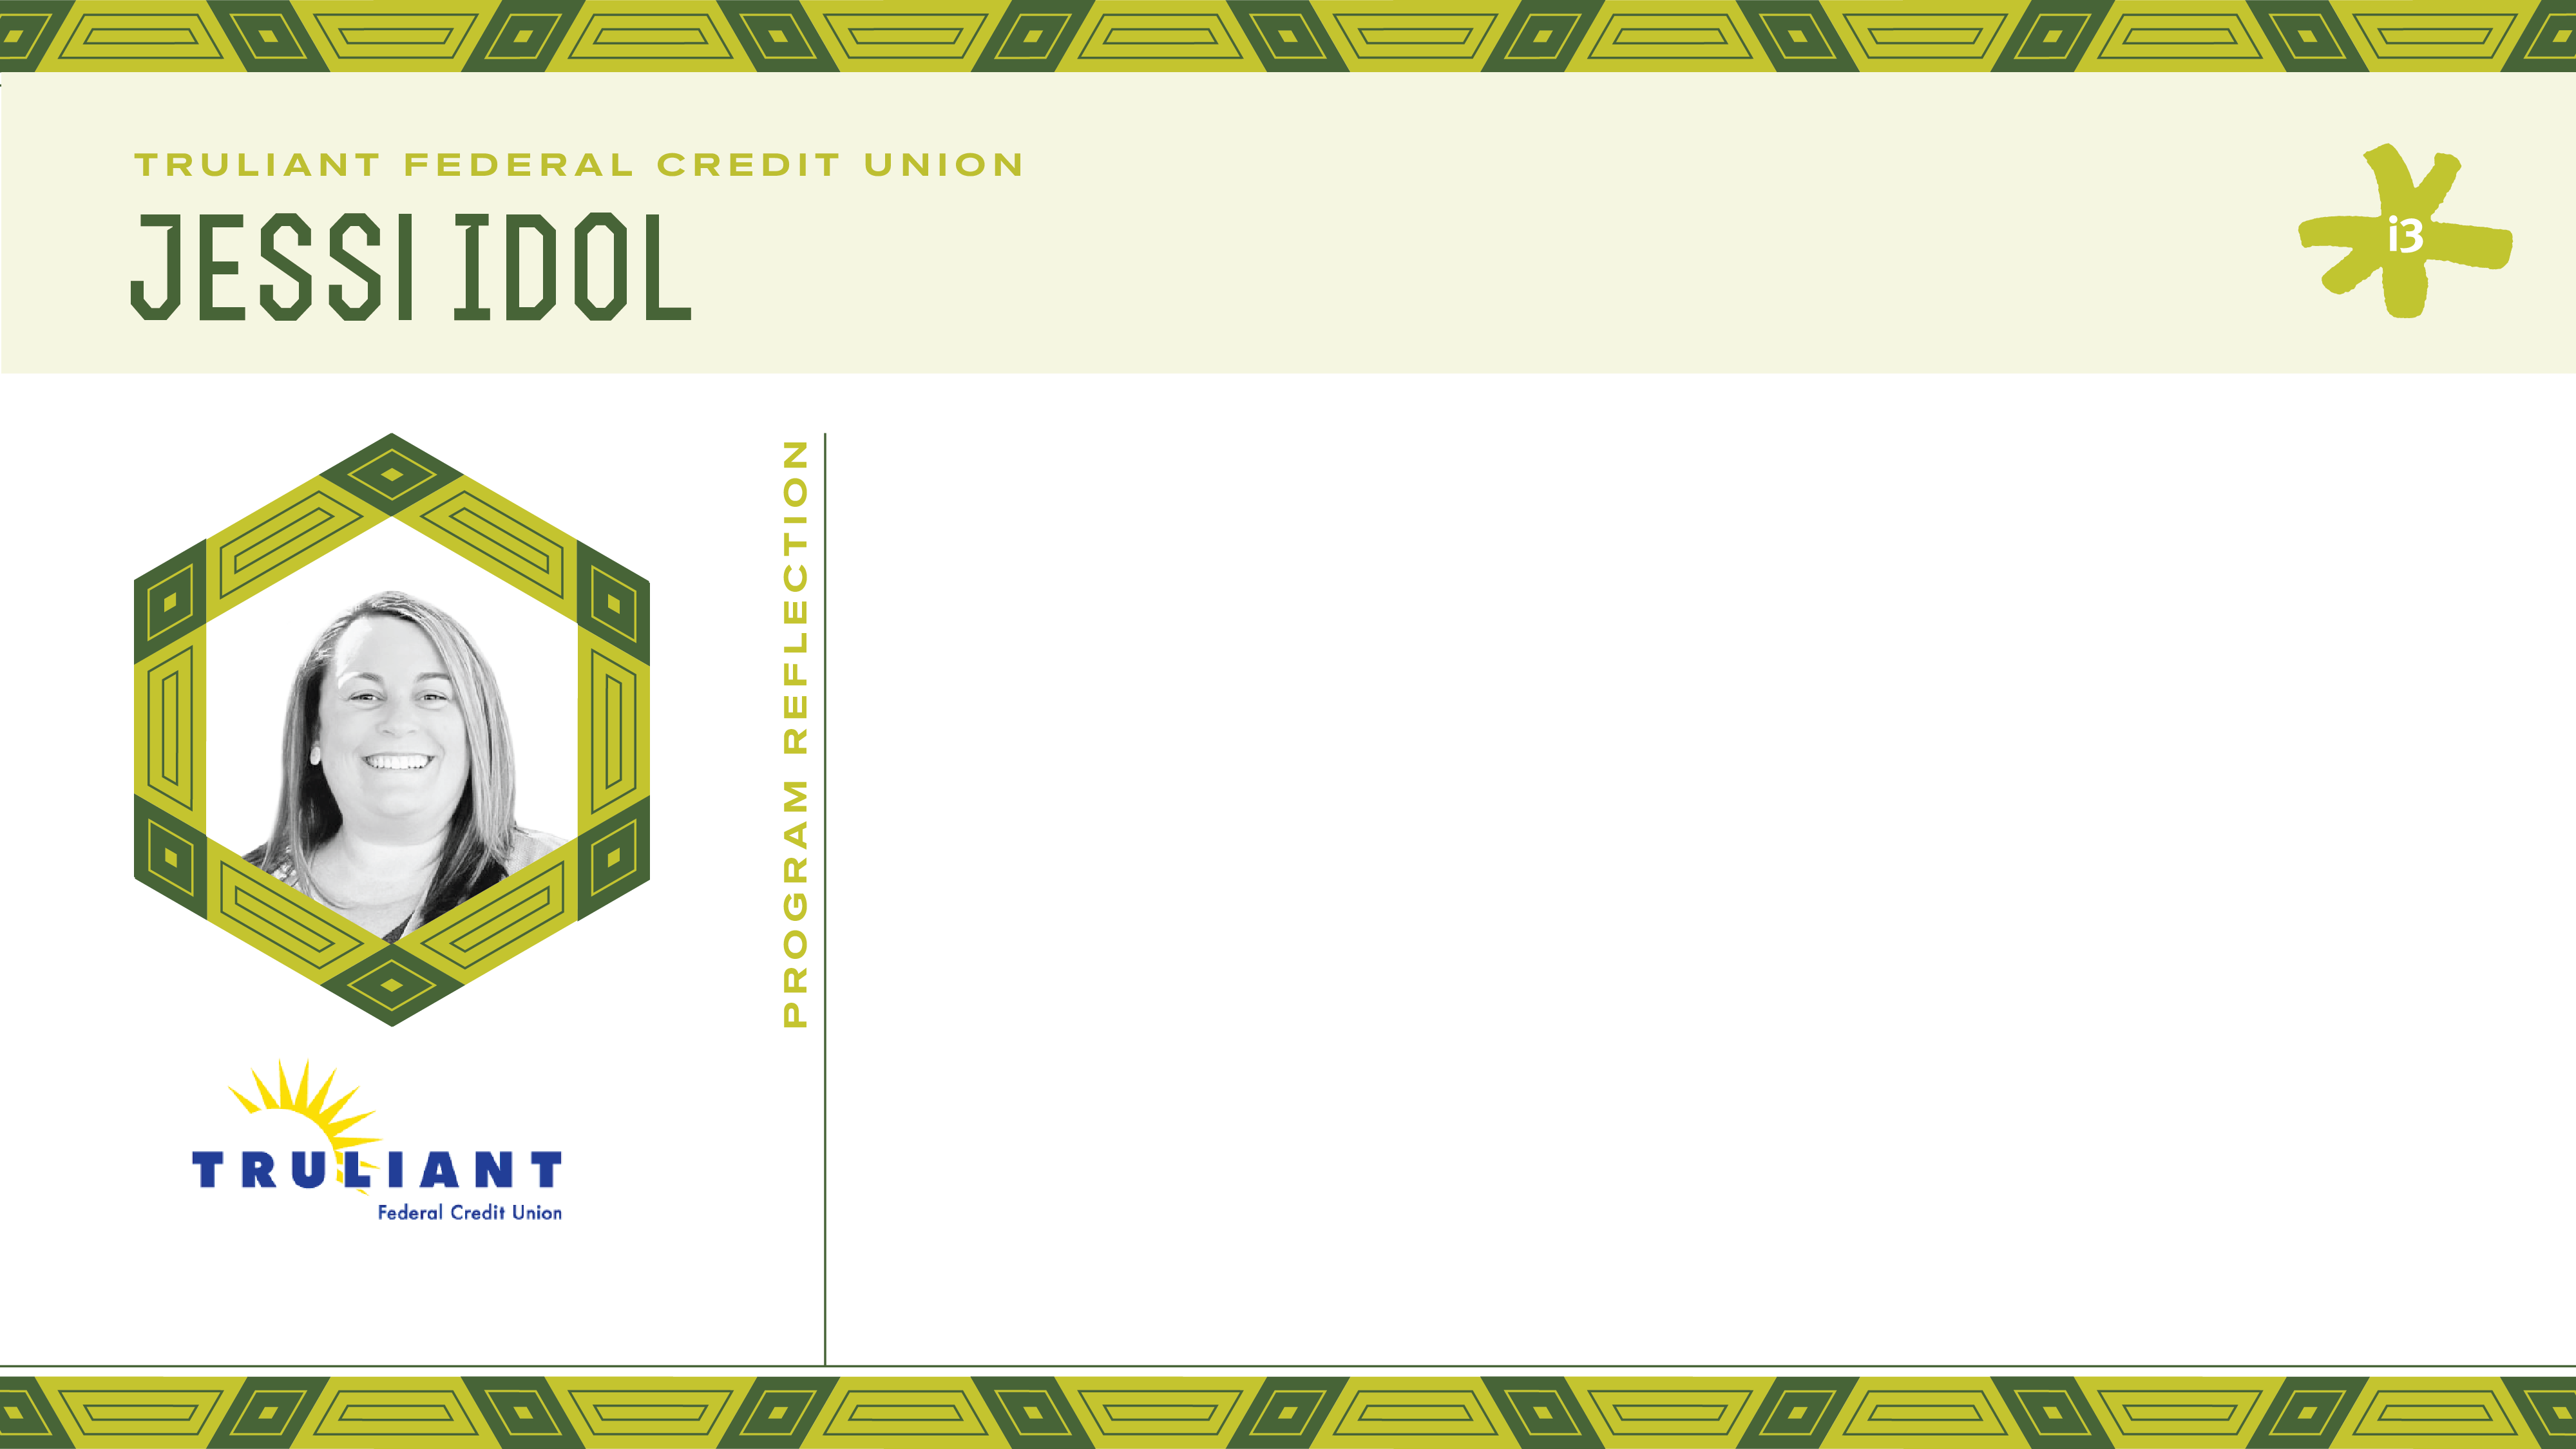 TRULIANT FEDERAL CREDIT UNION
JESSI IDOL
i3
PROGRAM REFLECTION
TRULIANT
Federal Credit Union